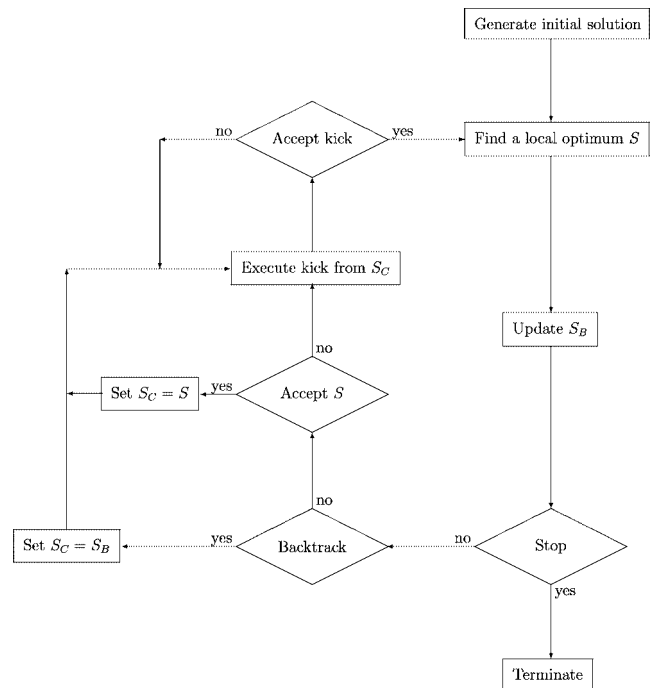 Generate initial solution
no
Accept kick
yes
Find a local optimum S
Execute kick from S_C
Update S_B
no
Set S_C = S
yes
Accept S
no
Set S_C = S_B
yes
Backtrack
no
Stop
yes
Terminate